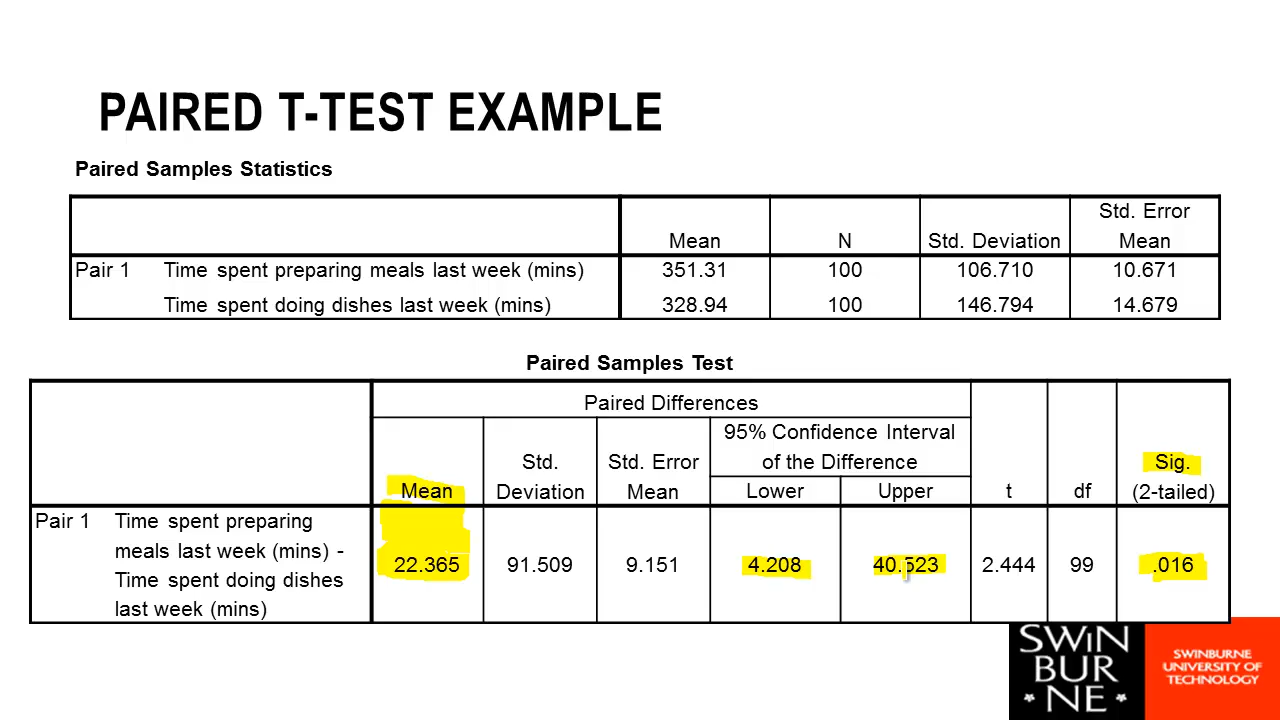 PAIRED T-TEST EXAMPLE
Paired Samples Statistics
Mean N Std. Deviation Std. Error Mean
Pair 1 Time spent preparing meals last week (mins) 351.31 100 106.710 10.671
Time spent doing dishes last week (mins) 328.94 100 146.794 14.679
Paired Samples Test
Paired Differences
95% Confidence Interval of the Difference
Mean Std. Deviation Std. Error Mean Lower Upper t df Sig. (2-tailed)
Pair 1 Time spent preparing
meals last week (mins) -
Time spent doing dishes
last week (mins)
22.365 91.509 9.151 4.208 40.523 2.444 99 .016
SWIN
BUR
NE
SWINBURNE
UNIVERSITY OF
TECHNOLOGY